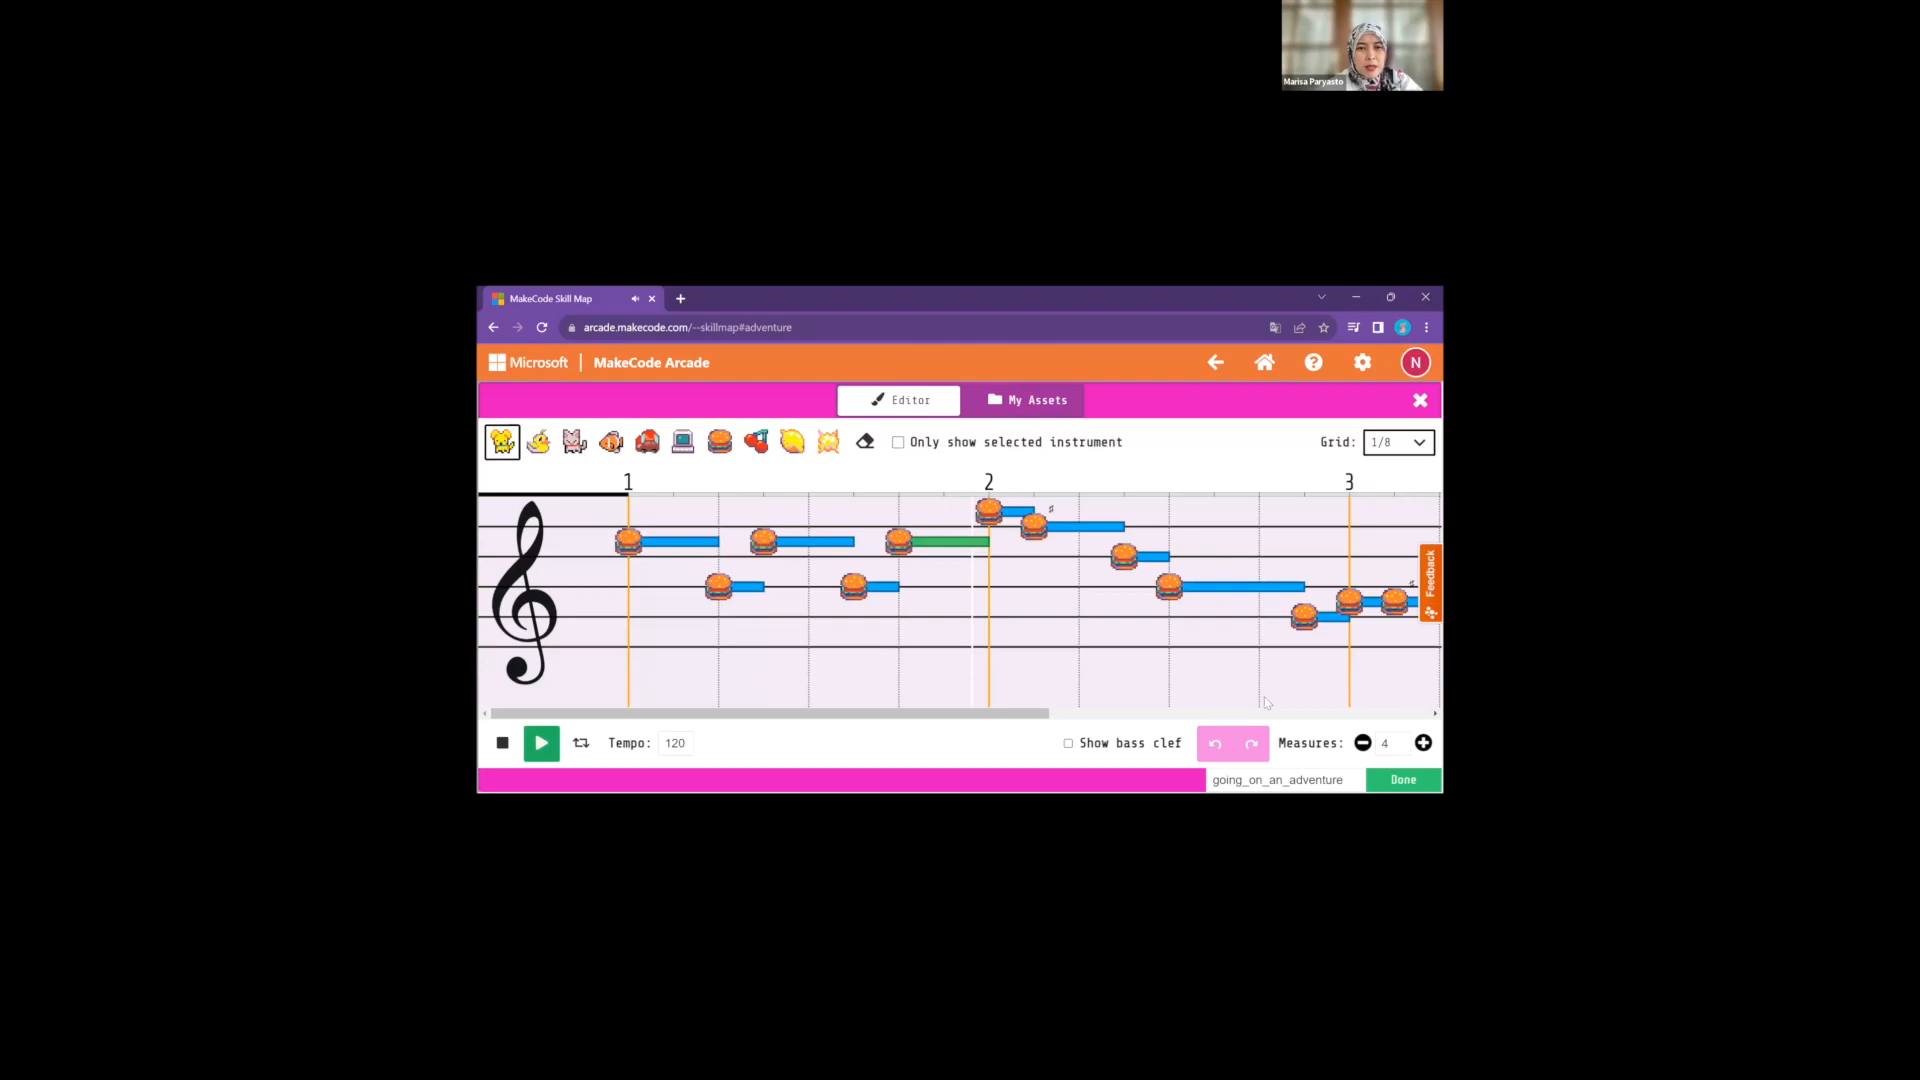 Marisa Paryasto
MakeCode Skill Map
arcade.makecode.com/--skillmap#adventure
Microsoft | MakeCode Arcade
N
Editor
My Assets
Only show selected instrument
Grid: 1/8
1 2 3
Feedback
Tempo: 120
Show bass clef
Measures: 4
going_on_an_adventure
Done